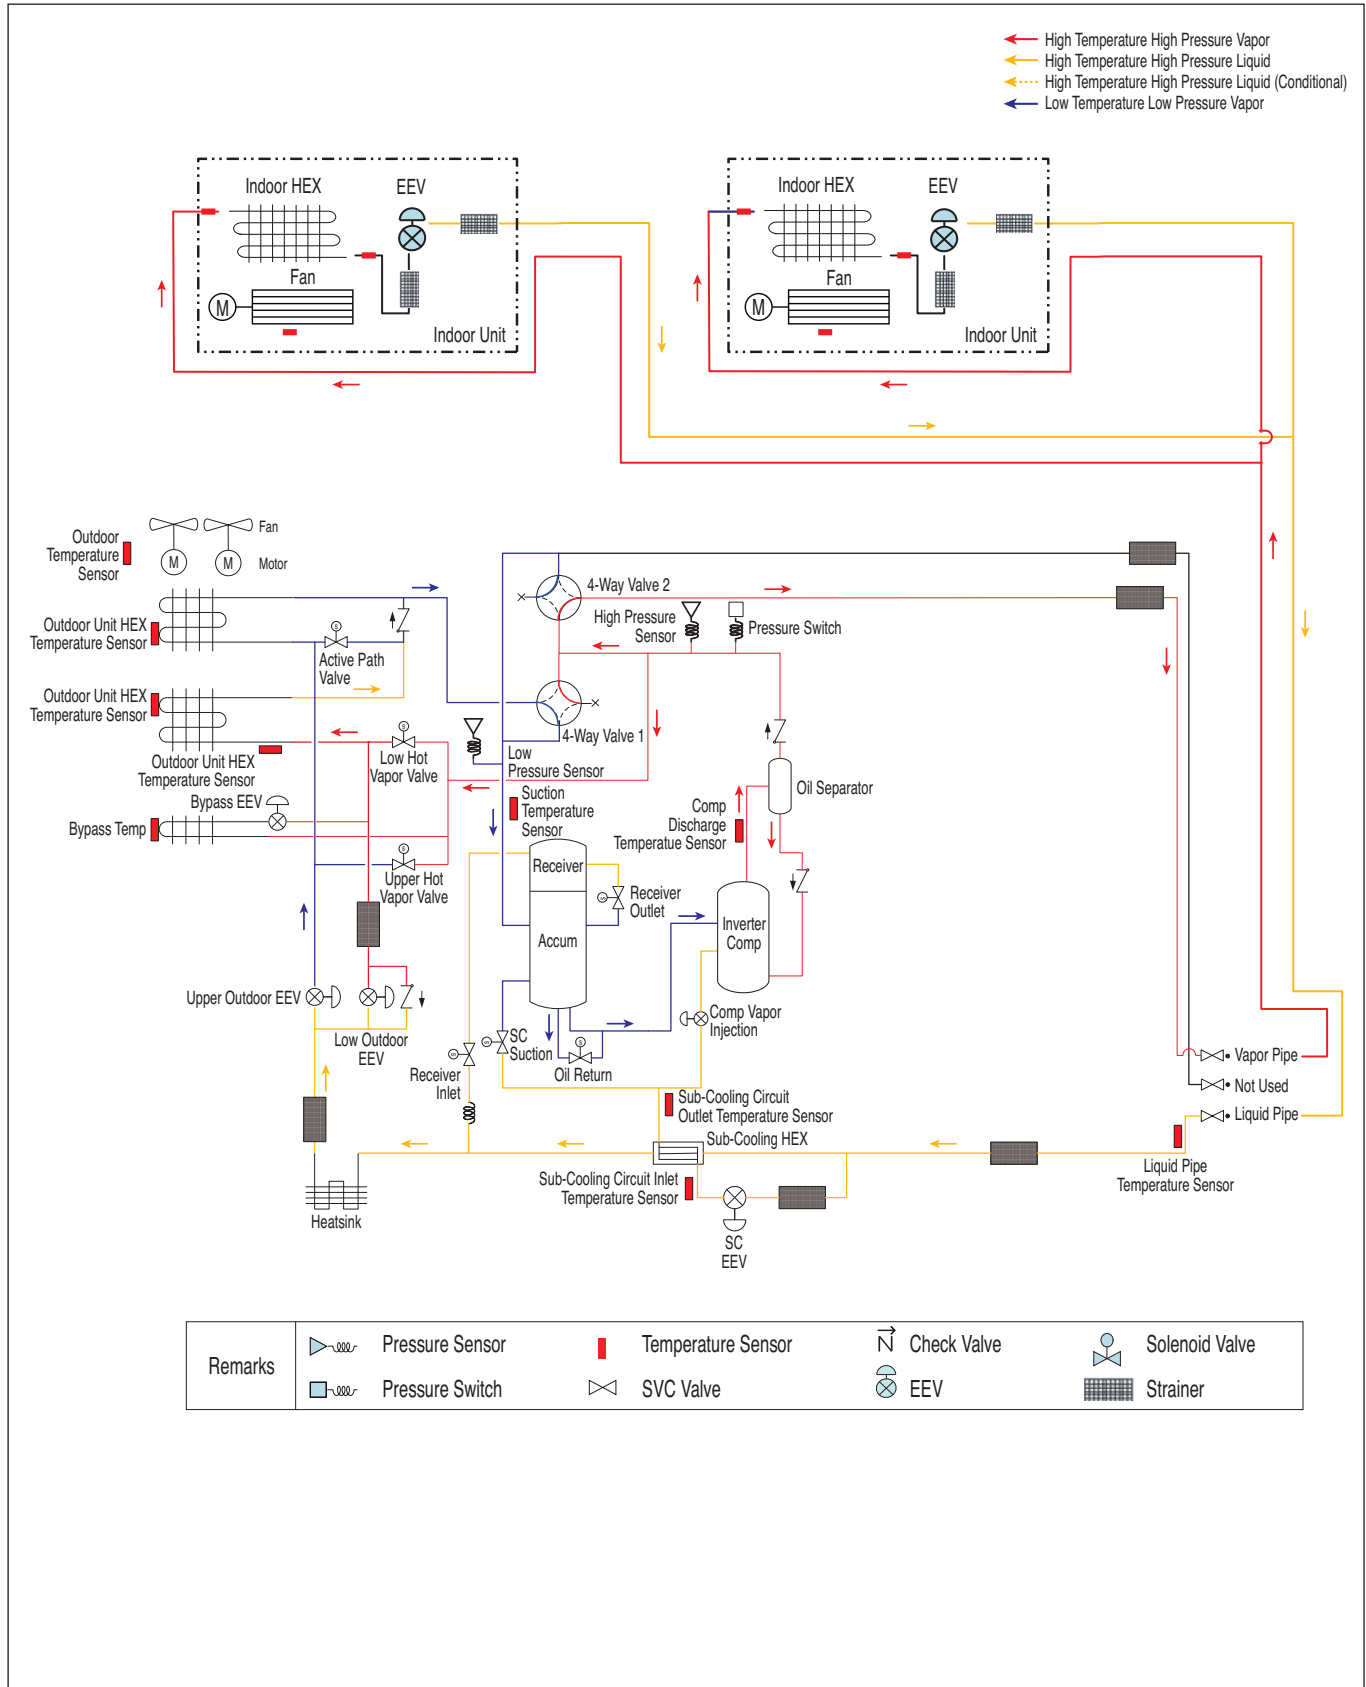 High Temperature High Pressure Vapor
High Temperature High Pressure Liquid
High Temperature High Pressure Liquid (Conditional)
Low Temperature Low Pressure Vapor
Indoor HEX
EEV
Fan
M
Indoor Unit
Indoor HEX
EEV
Fan
M
Indoor Unit
Outdoor
Temperature
Sensor
Fan
M
M
Motor
4-Way Valve 2
High Pressure
Sensor
Pressure Switch
Outdoor Unit HEX
Temperature Sensor
S
Active Path
Valve
Outdoor Unit HEX
Temperature Sensor
4-Way Valve 1
S
Low Hot
Vapor Valve
Outdoor Unit HEX
Temperature Sensor
Low
Pressure Sensor
Bypass EEV
Suction
Temperature
Sensor
Oil Separator
Comp
Discharge
Temperatue Sensor
Bypass Temp
S
Upper Hot
Vapor Valve
Receiver
S
Receiver
Outlet
Accum
Inverter
Comp
Upper Outdoor EEV
Low Outdoor
EEV
S
SC
Suction
Comp Vapor
Injection
S
Receiver
Inlet
S
Oil Return
Vapor Pipe
Not Used
Liquid Pipe
Sub-Cooling Circuit
Outlet Temperature Sensor
Sub-Cooling HEX
Sub-Cooling Circuit Inlet
Temperature Sensor
Liquid Pipe
Temperature Sensor
Heatsink
SC
EEV
Remarks
Pressure Sensor
Temperature Sensor
Check Valve
Solenoid Valve
Pressure Switch
SVC Valve
EEV
Strainer